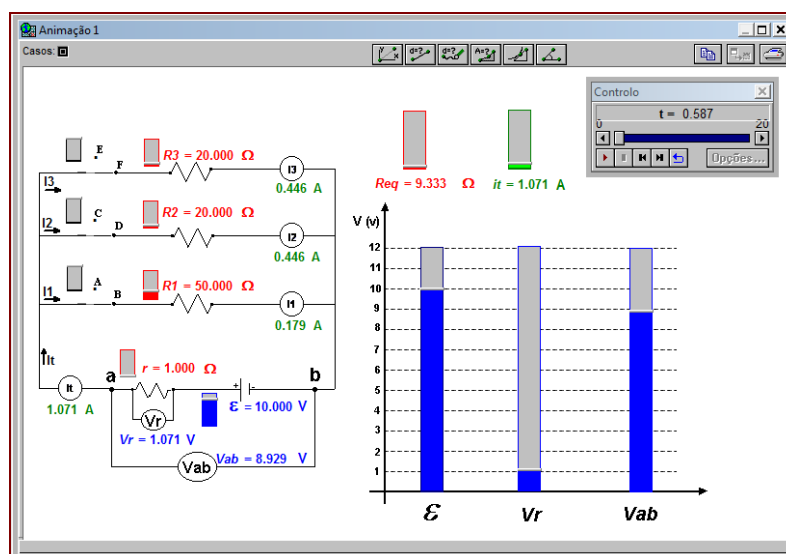 Animação 1
Casos:
Controlo
t = 0.587
0 20
Opções...
E
F
R3 = 20.000 Ω
I3
0.446 A
I3
C
D
R2 = 20.000 Ω
I2
0.446 A
I2
A
B
R1 = 50.000 Ω
I1
0.179 A
I1
It
It
1.071 A
a
r = 1.000 Ω
b
Vr
Vr = 1.071 V
+ -
ε = 10.000 V
Vab
Vab = 8.929 V
Req = 9.333 Ω
it = 1.071 A
V (v)
12
11
10
9
8
7
6
5
4
3
2
1
ε
Vr
Vab